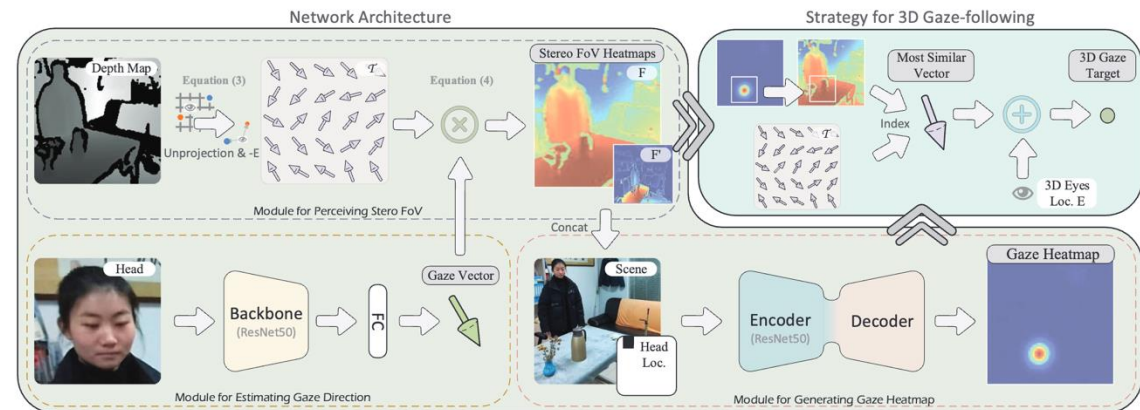 Network Architecture
Strategy for 3D Gaze-following
Depth Map
Equation (3)
Unprojection & -E
𝒯
Equation (4)
Stereo FoV Heatmaps
F
F'
Module for Perceiving Stero FoV
Most Similar
Vector
3D Gaze
Target
Index
𝒯
3D Eyes
Loc. E
Concat
Head
Backbone
(ResNet50)
FC
Gaze Vector
Module for Estimating Gaze Direction
Scene
Head
Loc.
Encoder
(ResNet50)
Decoder
Gaze Heatmap
Module for Generating Gaze Heatmap